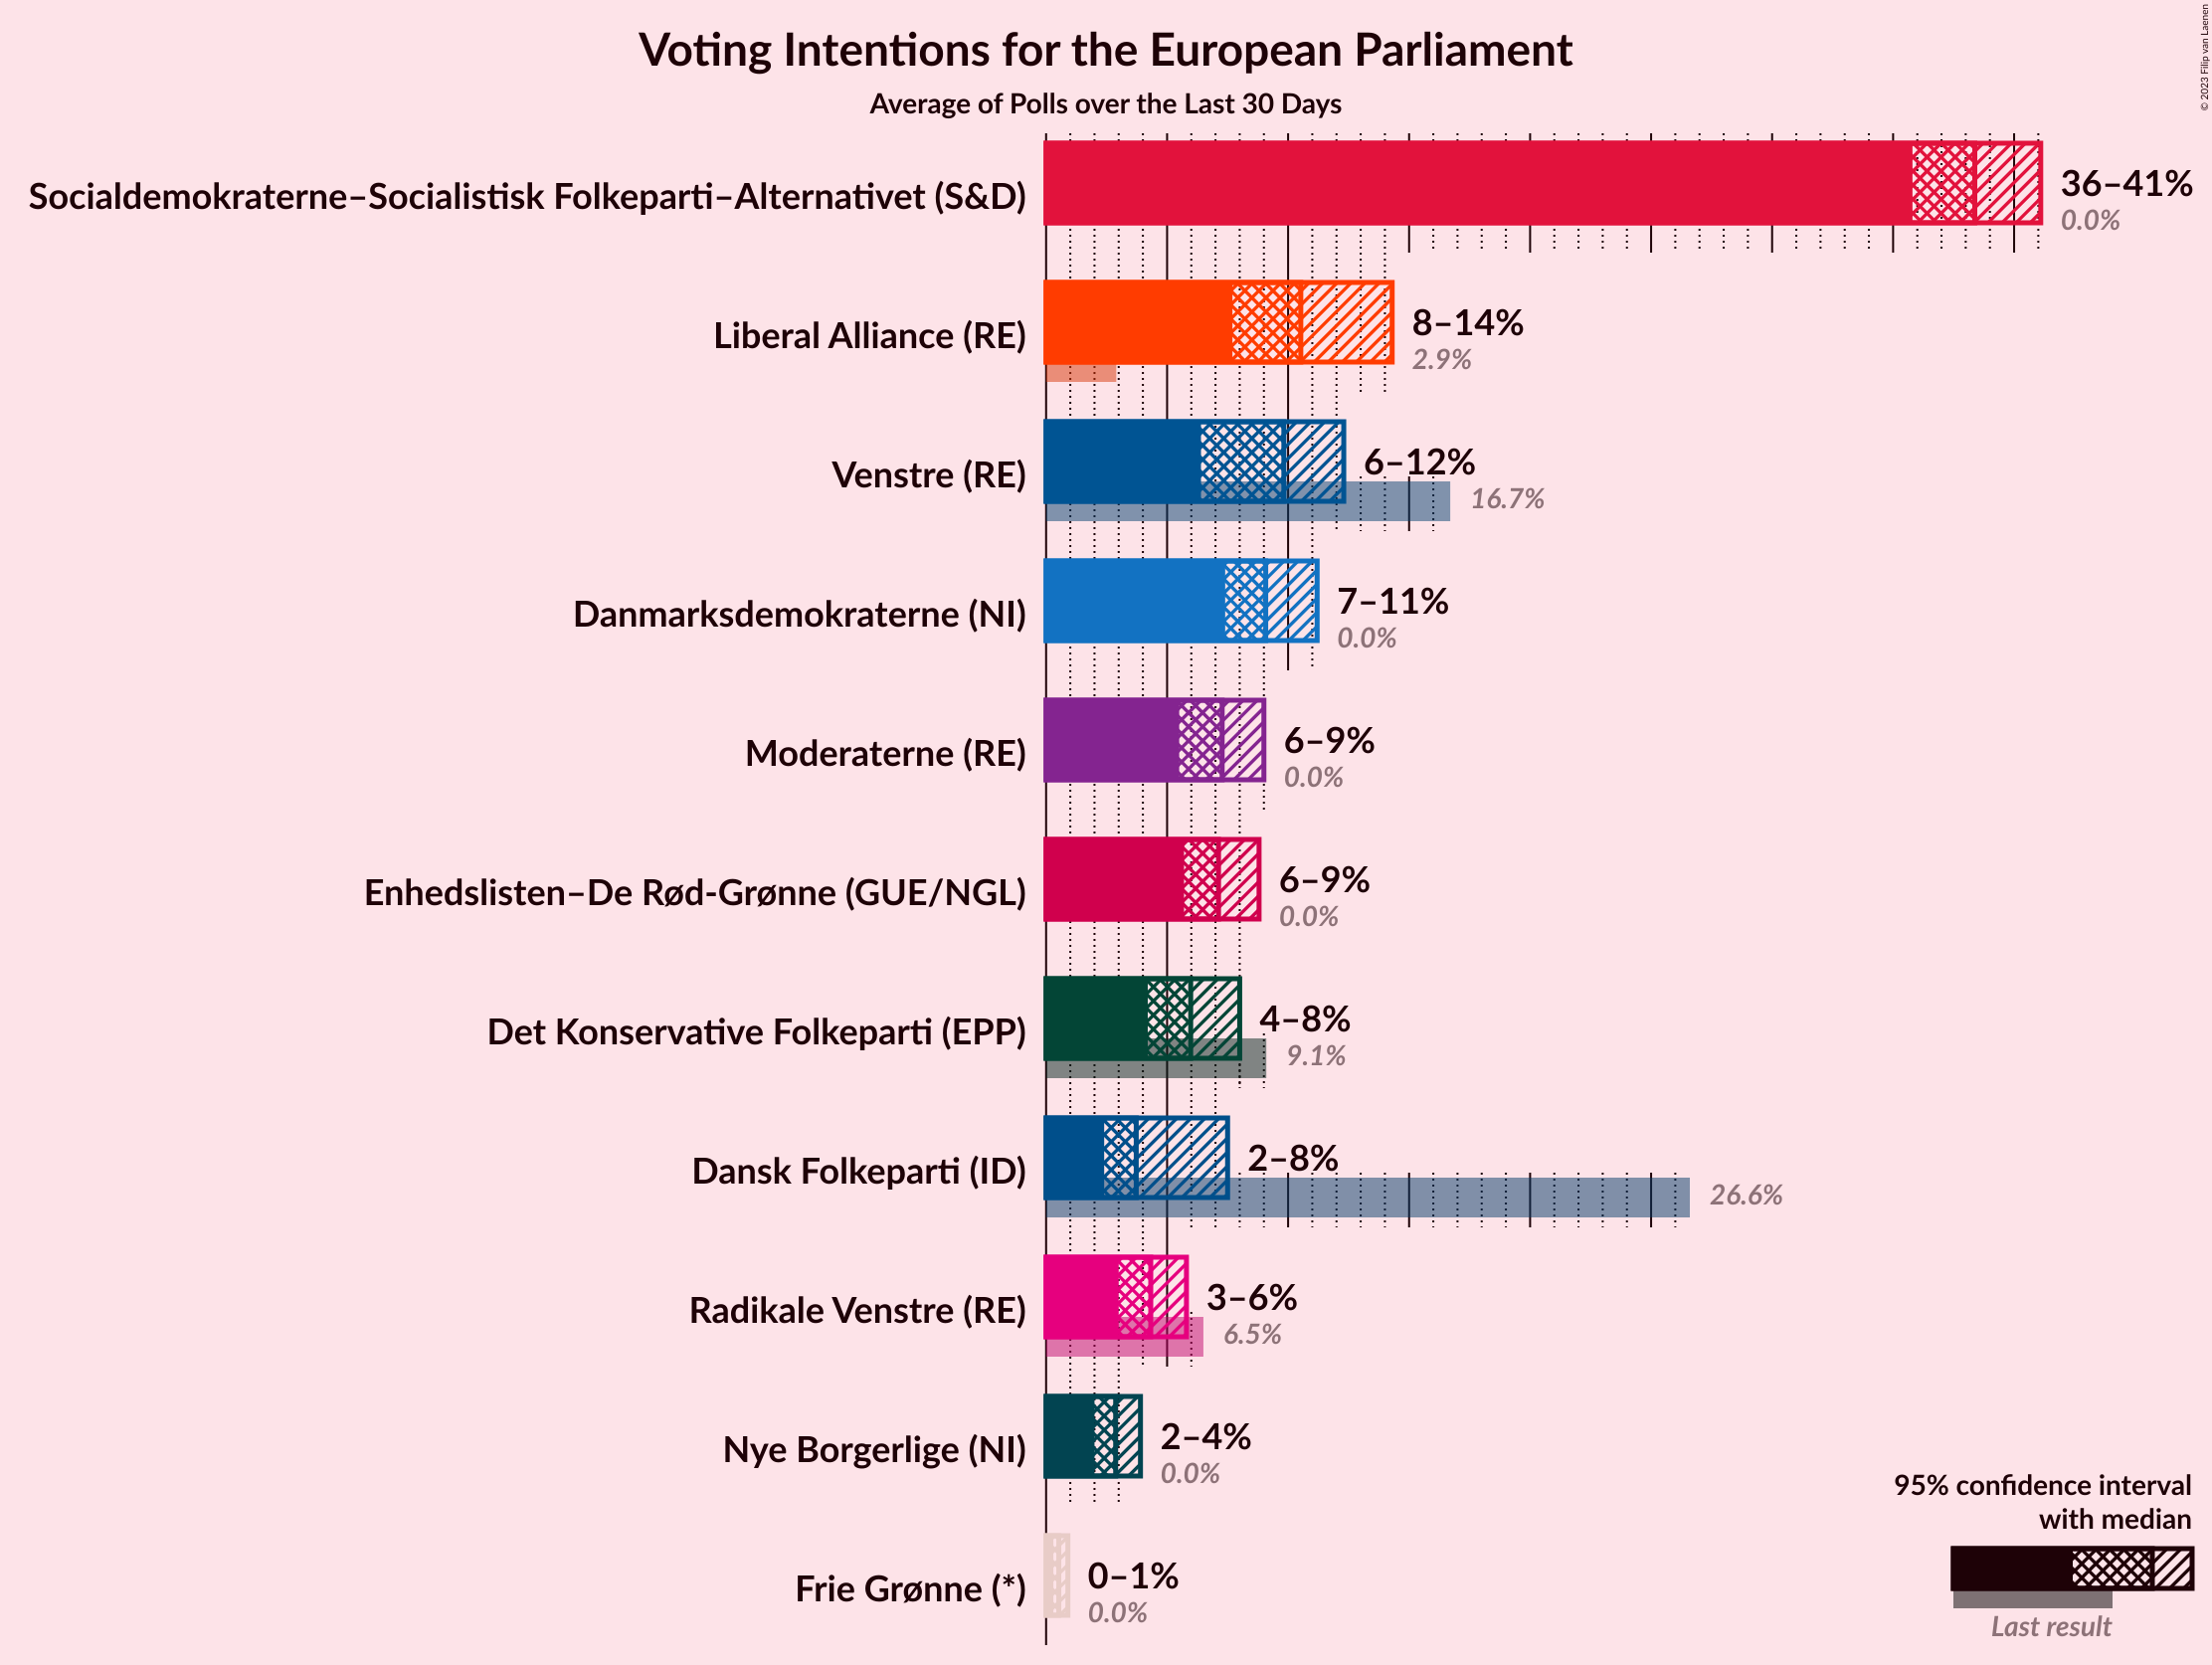 Voting Intentions for the European Parliament
Average of Polls over the Last 30 Days
© 2023 Filip van Laenen
Socialdemokraterne–Socialistisk Folkeparti–Alternativet (S&D)
36–41%
0.0%
Liberal Alliance (RE)
8–14%
2.9%
Venstre (RE)
6–12%
16.7%
Danmarksdemokraterne (NI)
7–11%
0.0%
Moderaterne (RE)
6–9%
0.0%
Enhedslisten–De Rød-Grønne (GUE/NGL)
6–9%
0.0%
Det Konservative Folkeparti (EPP)
4–8%
9.1%
Dansk Folkeparti (ID)
2–8%
26.6%
Radikale Venstre (RE)
3–6%
6.5%
Nye Borgerlige (NI)
2–4%
0.0%
Frie Grønne (*)
0–1%
0.0%
95% confidence interval
with median
Last result